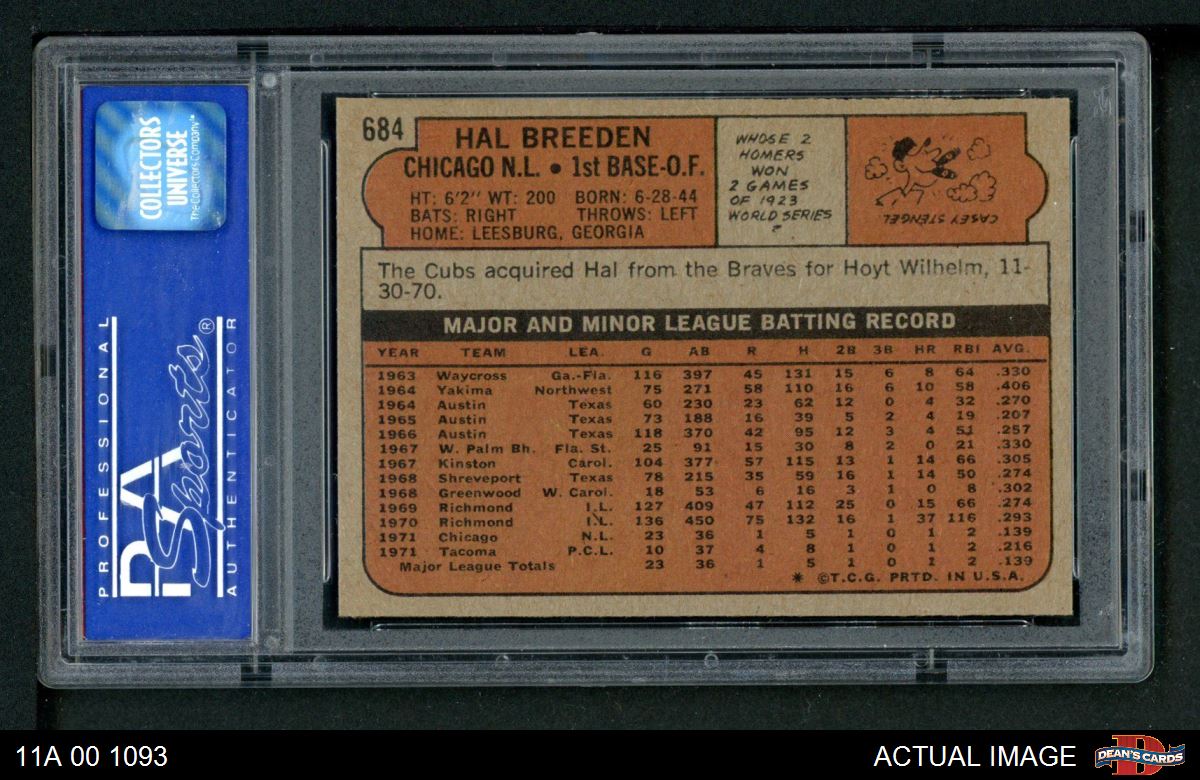 COLLECTORS
UNIVERSE
The Collectors Company™
PROFESSIONAL
PSA
Sports®
AUTHENTICATOR
684
HAL BREEDEN
CHICAGO N.L. • 1st BASE-O.F.
HT: 6'2" WT: 200 BORN: 6-28-44
BATS: RIGHT THROWS: LEFT
HOME: LEESBURG, GEORGIA
WHOSE 2
HOMERS
WON
2 GAMES
OF 1923
WORLD SERIES
?
CASEY STENGEL
The Cubs acquired Hal from the Braves for Hoyt Wilhelm, 11-
30-70.
MAJOR AND MINOR LEAGUE BATTING RECORD
YEAR TEAM LEA. G AB R H 2B 3B HR RBI AVG.
1963 Waycross Ga.-Fla. 116 397 45 131 15 6 8 64 .330
1964 Yakima Northwest 75 271 58 110 16 6 10 58 .406
1964 Austin Texas 60 230 23 62 12 0 4 32 .270
1965 Austin Texas 73 188 16 39 5 2 4 19 .207
1966 Austin Texas 118 370 42 95 12 3 4 51 .257
1967 W. Palm Bh. Fla. St. 25 91 15 30 8 2 0 21 .330
1967 Kinston Carol. 104 377 57 115 13 1 14 66 .305
1968 Shreveport Texas 78 215 35 59 16 1 14 50 .274
1968 Greenwood W. Carol. 18 53 6 16 3 1 0 8 .302
1969 Richmond I.L. 127 409 47 112 25 0 15 66 .274
1970 Richmond I.L. 136 450 75 132 16 1 37 116 .293
1971 Chicago N.L. 23 36 1 5 1 0 1 2 .139
1971 Tacoma P.C.L. 10 37 4 8 1 0 1 2 .216
Major League Totals 23 36 1 5 1 0 1 2 .139
* ©T.C.G. PRTD. IN U.S.A.
11A 00 1093
ACTUAL IMAGE
DEAN'S CARDS